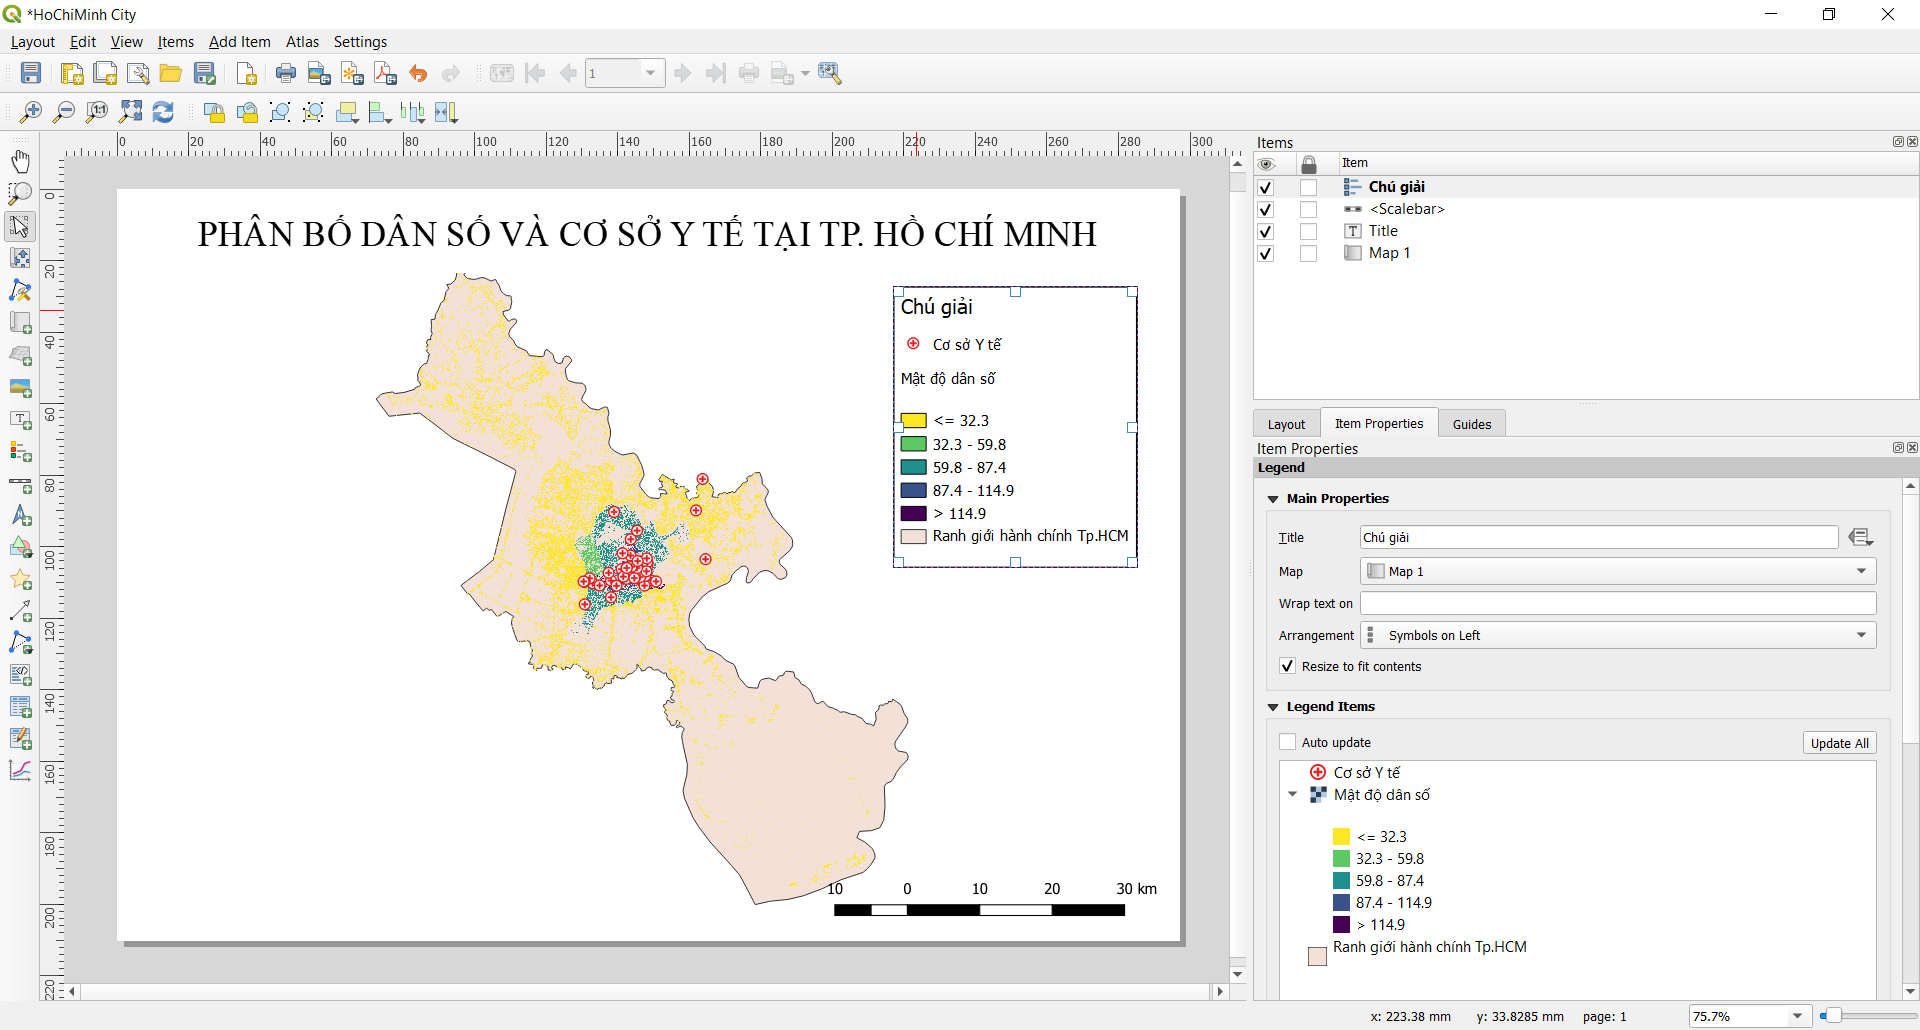 *HoChiMinh City
Layout Edit View Items Add Item Atlas Settings
1
1:1
0 20 40 60 80 100 120 140 160 180 200 220 240 260 280 300
0 20 40 60 80 100 120 140 160 180 200 220
PHÂN BỐ DÂN SỐ VÀ CƠ SỞ Y TẾ TẠI TP. HỒ CHÍ MINH
Chú giải
Cơ sở Y tế
Mật độ dân số
<= 32.3
32.3 - 59.8
59.8 - 87.4
87.4 - 114.9
> 114.9
Ranh giới hành chính Tp.HCM
10 0 10 20 30 km
Items
Item
Chú giải
<Scalebar>
Title
Map 1
Layout Item Properties Guides
Item Properties
Legend
Main Properties
Title Chú giải
Map Map 1
Wrap text on
Arrangement Symbols on Left
Resize to fit contents
Legend Items
Auto update Update All
Cơ sở Y tế
Mật độ dân số
<= 32.3
32.3 - 59.8
59.8 - 87.4
87.4 - 114.9
> 114.9
Ranh giới hành chính Tp.HCM
x: 223.38 mm y: 33.8285 mm page: 1 75.7%